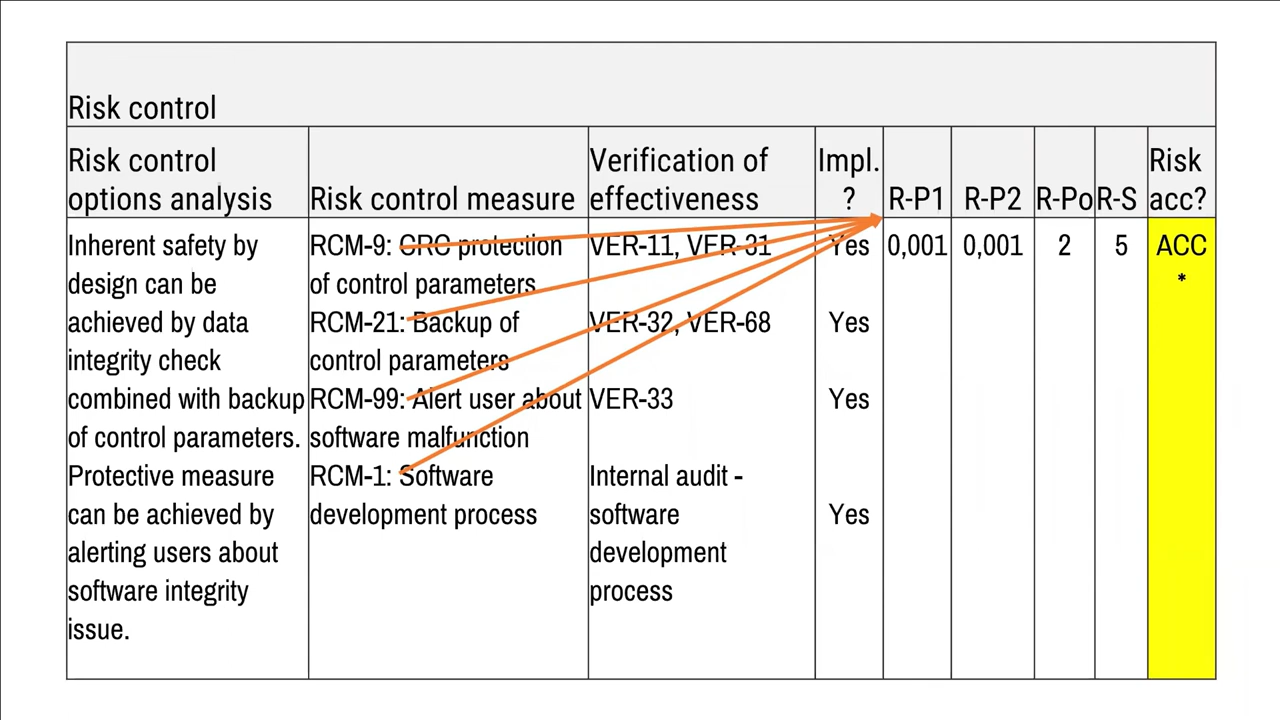 Risk control
Risk control options analysis
Risk control measure
Verification of effectiveness
Impl. ?
R-P1
R-P2
R-Po
R-S
Risk acc?
Inherent safety by
design can be
achieved by data
integrity check
combined with backup
of control parameters.
Protective measure
can be achieved by
alerting users about
software integrity
issue.
RCM-9: CRC protection
of control parameters
RCM-21: Backup of
control parameters
RCM-99: Alert user about
software malfunction
RCM-1: Software
development process
VER-11, VER-31
VER-32, VER-68
VER-33
Internal audit -
software
development
process
Yes
Yes
Yes
Yes
0,001
0,001
2
5
ACC
*